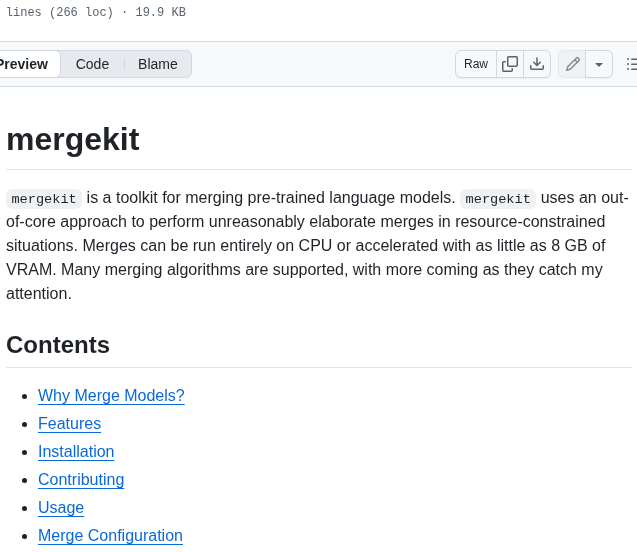 lines (266 loc) · 19.9 KB
Preview Code Blame Raw
mergekit
mergekit is a toolkit for merging pre-trained language models. mergekit uses an out-
of-core approach to perform unreasonably elaborate merges in resource-constrained
situations. Merges can be run entirely on CPU or accelerated with as little as 8 GB of
VRAM. Many merging algorithms are supported, with more coming as they catch my
attention.
Contents
Why Merge Models?
Features
Installation
Contributing
Usage
Merge Configuration